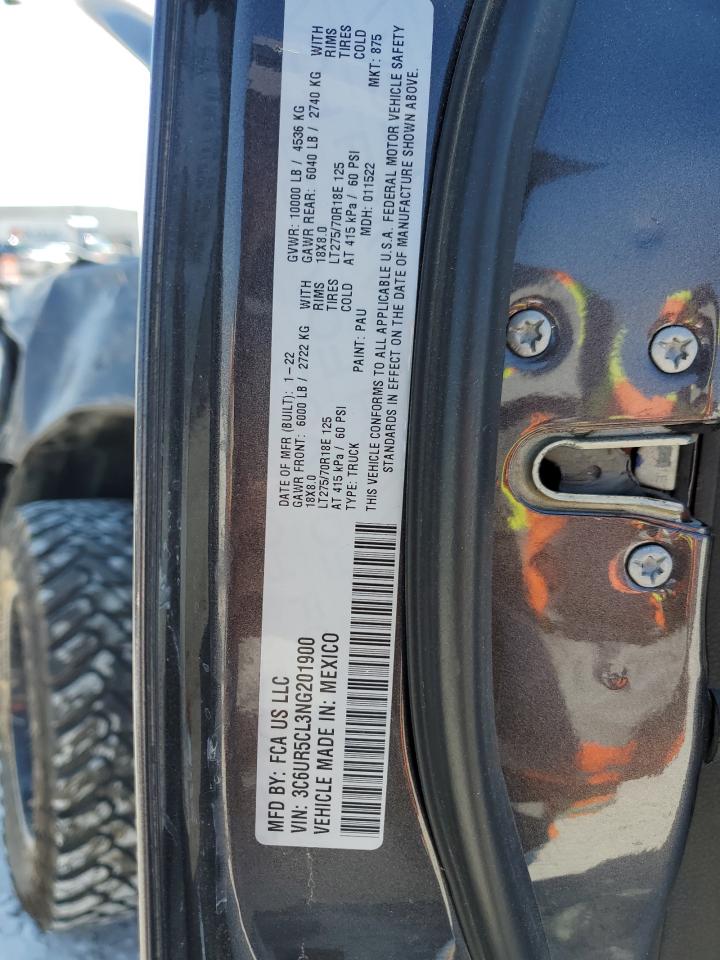 MFD BY: FCA US LLC
VIN: 3C6UR5CL3NG201900
VEHICLE MADE IN: MEXICO
DATE OF MFR (BUILT): 1-22
GVWR: 10000 LB / 4536 KG
GAWR FRONT: 6000 LB / 2722 KG WITH
GAWR REAR: 6040 LB / 2740 KG WITH
18X8.0 RIMS
18X8.0 RIMS
LT275/70R18E 125 TIRES
LT275/70R18E 125 TIRES
AT 415 kPa / 60 PSI COLD
AT 415 kPa / 60 PSI COLD
TYPE: TRUCK PAINT: PAU MDH: 011522 MKT: 875
THIS VEHICLE CONFORMS TO ALL APPLICABLE U.S.A. FEDERAL MOTOR VEHICLE SAFETY
STANDARDS IN EFFECT ON THE DATE OF MANUFACTURE SHOWN ABOVE.